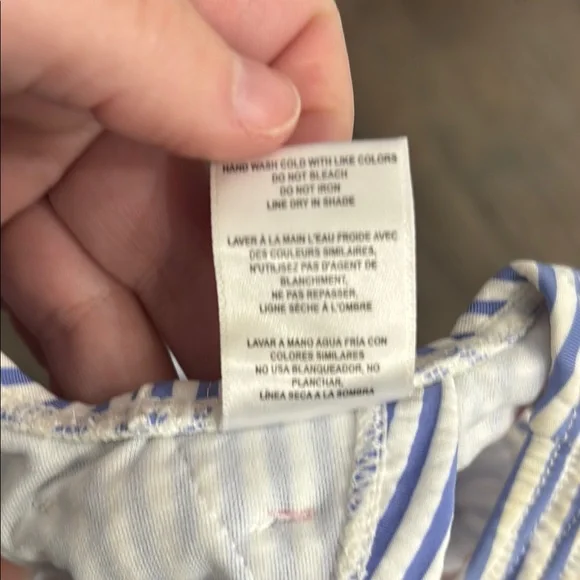 HAND WASH COLD WITH LIKE COLORS
DO NOT BLEACH
DO NOT IRON
LINE DRY IN SHADE
LAVER À LA MAIN L'EAU FROIDE AVEC
DES COULEURS SIMILAIRES,
N'UTILISEZ PAS D'AGENT DE
BLANCHIMENT,
NE PAS REPASSER,
LIGNE SÈCHE À L'OMBRE
LAVAR A MANO AGUA FRÍA CON
COLORES SIMILARES
NO USA BLANQUEADOR, NO
PLANCHAR,
LÍNEA SECA A LA SOMBRA